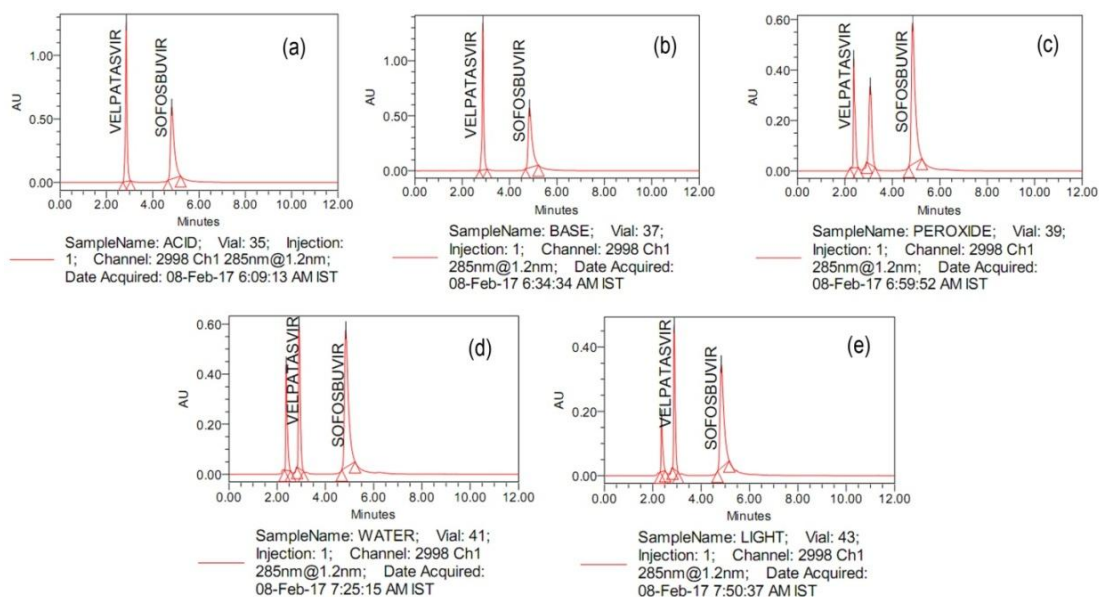 (a)
AU
1.00
0.50
0.00
VELPATASVIR
SOFOSBUVIR
0.00 2.00 4.00 6.00 8.00 10.00 12.00
Minutes
SampleName: ACID; Vial: 35; Injection:
1; Channel: 2998 Ch1 285nm@1.2nm;
Date Acquired: 08-Feb-17 6:09:13 AM IST
(b)
AU
1.00
0.50
0.00
VELPATASVIR
SOFOSBUVIR
0.00 2.00 4.00 6.00 8.00 10.00 12.00
Minutes
SampleName: BASE; Vial: 37;
Injection: 1; Channel: 2998 Ch1
285nm@1.2nm; Date Acquired:
08-Feb-17 6:34:34 AM IST
(c)
AU
0.60
0.40
0.20
0.00
VELPATASVIR
SOFOSBUVIR
0.00 2.00 4.00 6.00 8.00 10.00 12.00
Minutes
SampleName: PEROXIDE; Vial: 39;
Injection: 1; Channel: 2998 Ch1
285nm@1.2nm; Date Acquired:
08-Feb-17 6:59:52 AM IST
(d)
AU
0.60
0.40
0.20
0.00
VELPATASVIR
SOFOSBUVIR
0.00 2.00 4.00 6.00 8.00 10.00 12.00
Minutes
SampleName: WATER; Vial: 41;
Injection: 1; Channel: 2998 Ch1
285nm@1.2nm; Date Acquired:
08-Feb-17 7:25:15 AM IST
(e)
AU
0.40
0.20
0.00
VELPATASVIR
SOFOSBUVIR
0.00 2.00 4.00 6.00 8.00 10.00 12.00
Minutes
SampleName: LIGHT; Vial: 43;
Injection: 1; Channel: 2998 Ch1
285nm@1.2nm; Date Acquired:
08-Feb-17 7:50:37 AM IST